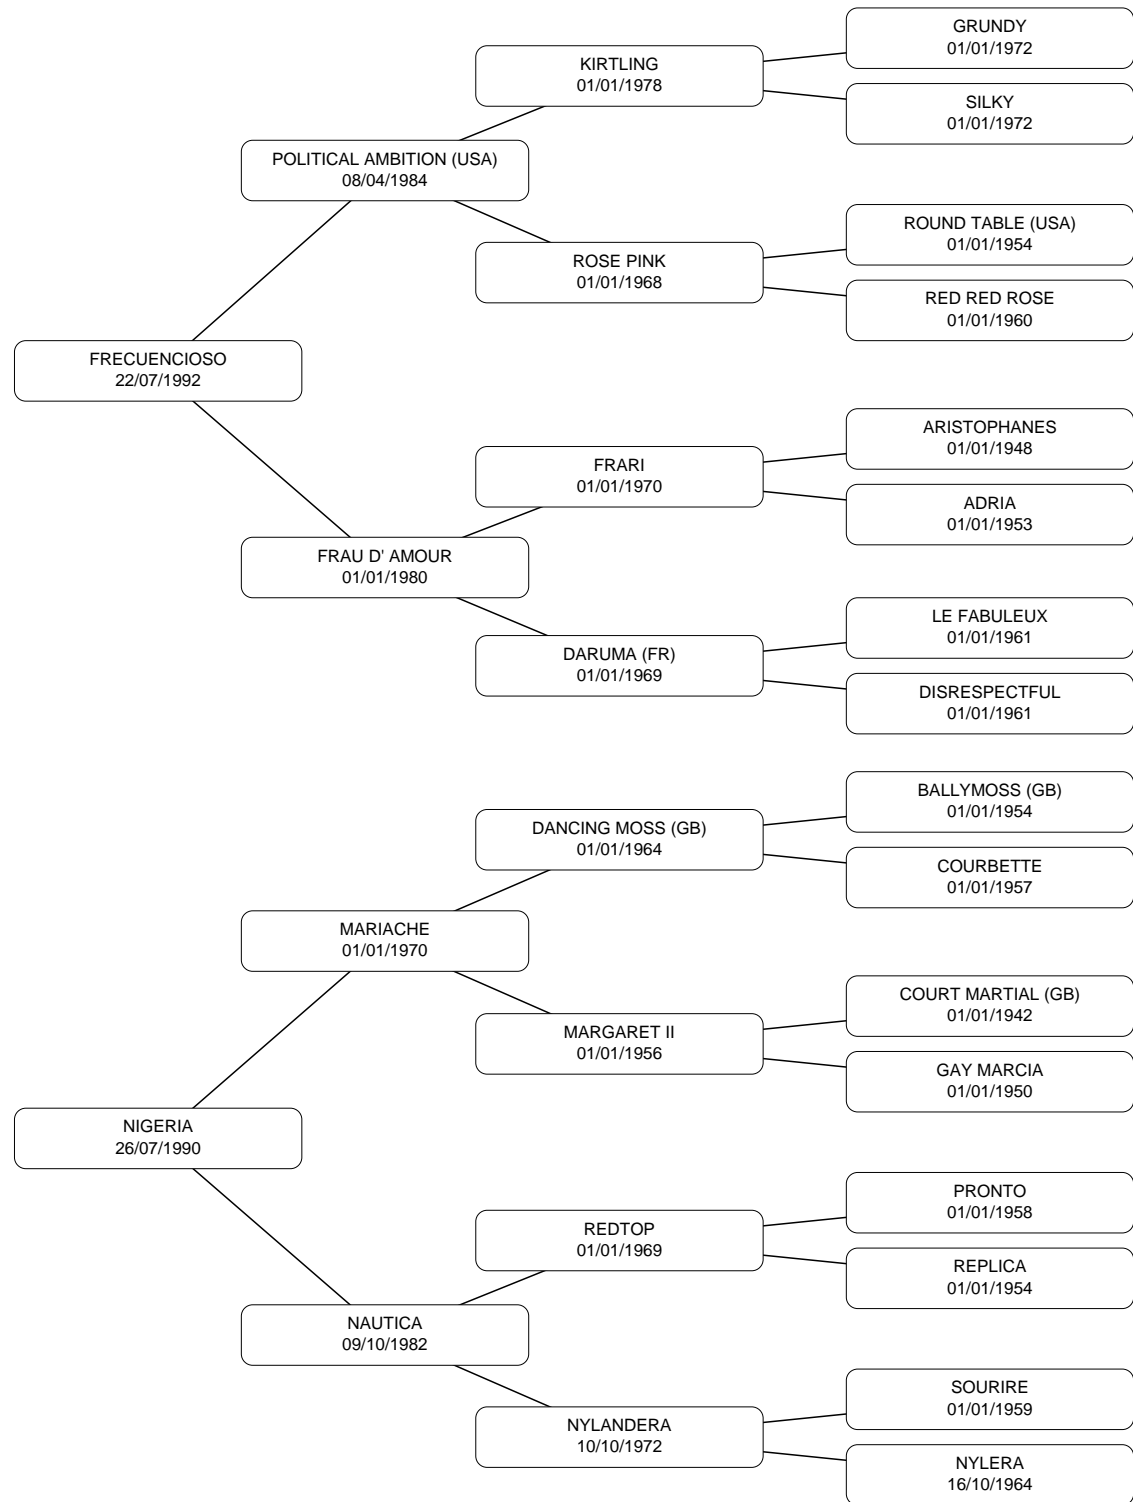 GRUNDY
01/01/1972
KIRTLING
01/01/1978
SILKY
01/01/1972
POLITICAL AMBITION (USA)
08/04/1984
ROUND TABLE (USA)
01/01/1954
ROSE PINK
01/01/1968
RED RED ROSE
01/01/1960
FRECUENCIOSO
22/07/1992
ARISTOPHANES
01/01/1948
FRARI
01/01/1970
ADRIA
01/01/1953
FRAU D' AMOUR
01/01/1980
LE FABULEUX
01/01/1961
DARUMA (FR)
01/01/1969
DISRESPECTFUL
01/01/1961
BALLYMOSS (GB)
01/01/1954
DANCING MOSS (GB)
01/01/1964
COURBETTE
01/01/1957
MARIACHE
01/01/1970
COURT MARTIAL (GB)
01/01/1942
MARGARET II
01/01/1956
GAY MARCIA
01/01/1950
NIGERIA
26/07/1990
PRONTO
01/01/1958
REDTOP
01/01/1969
REPLICA
01/01/1954
NAUTICA
09/10/1982
SOURIRE
01/01/1959
NYLANDERA
10/10/1972
NYLERA
16/10/1964